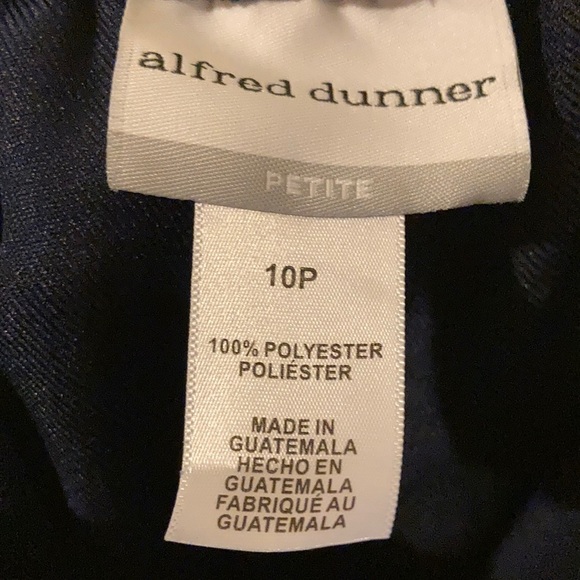 alfred dunner
PETITE
10P
100% POLYESTER
POLIÉSTER
MADE IN
GUATEMALA
HECHO EN
GUATEMALA
FABRIQUÉ AU
GUATEMALA